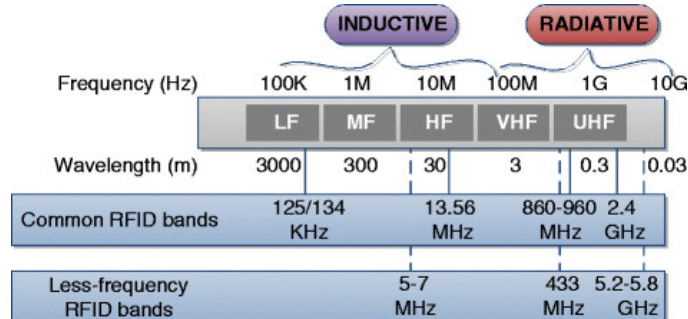 INDUCTIVE RADIATIVE
Frequency (Hz) 100K 1M 10M 100M 1G 10G
LF MF HF VHF UHF
Wavelength (m) 3000 300 30 3 0.3 0.03
Common RFID bands 125/134 KHz 13.56 MHz 860-960 MHz 2.4 GHz
Less-frequency RFID bands 5-7 MHz 433 MHz 5.2-5.8 GHz